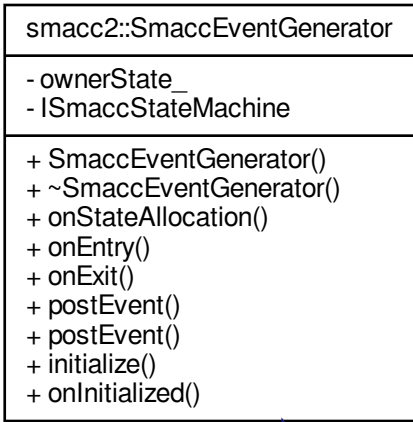 smacc2::SmaccEventGenerator
- ownerState_
- ISmaccStateMachine
+ SmaccEventGenerator()
+ ~SmaccEventGenerator()
+ onStateAllocation()
+ onEntry()
+ onExit()
+ postEvent()
+ postEvent()
+ initialize()
+ onInitialized()